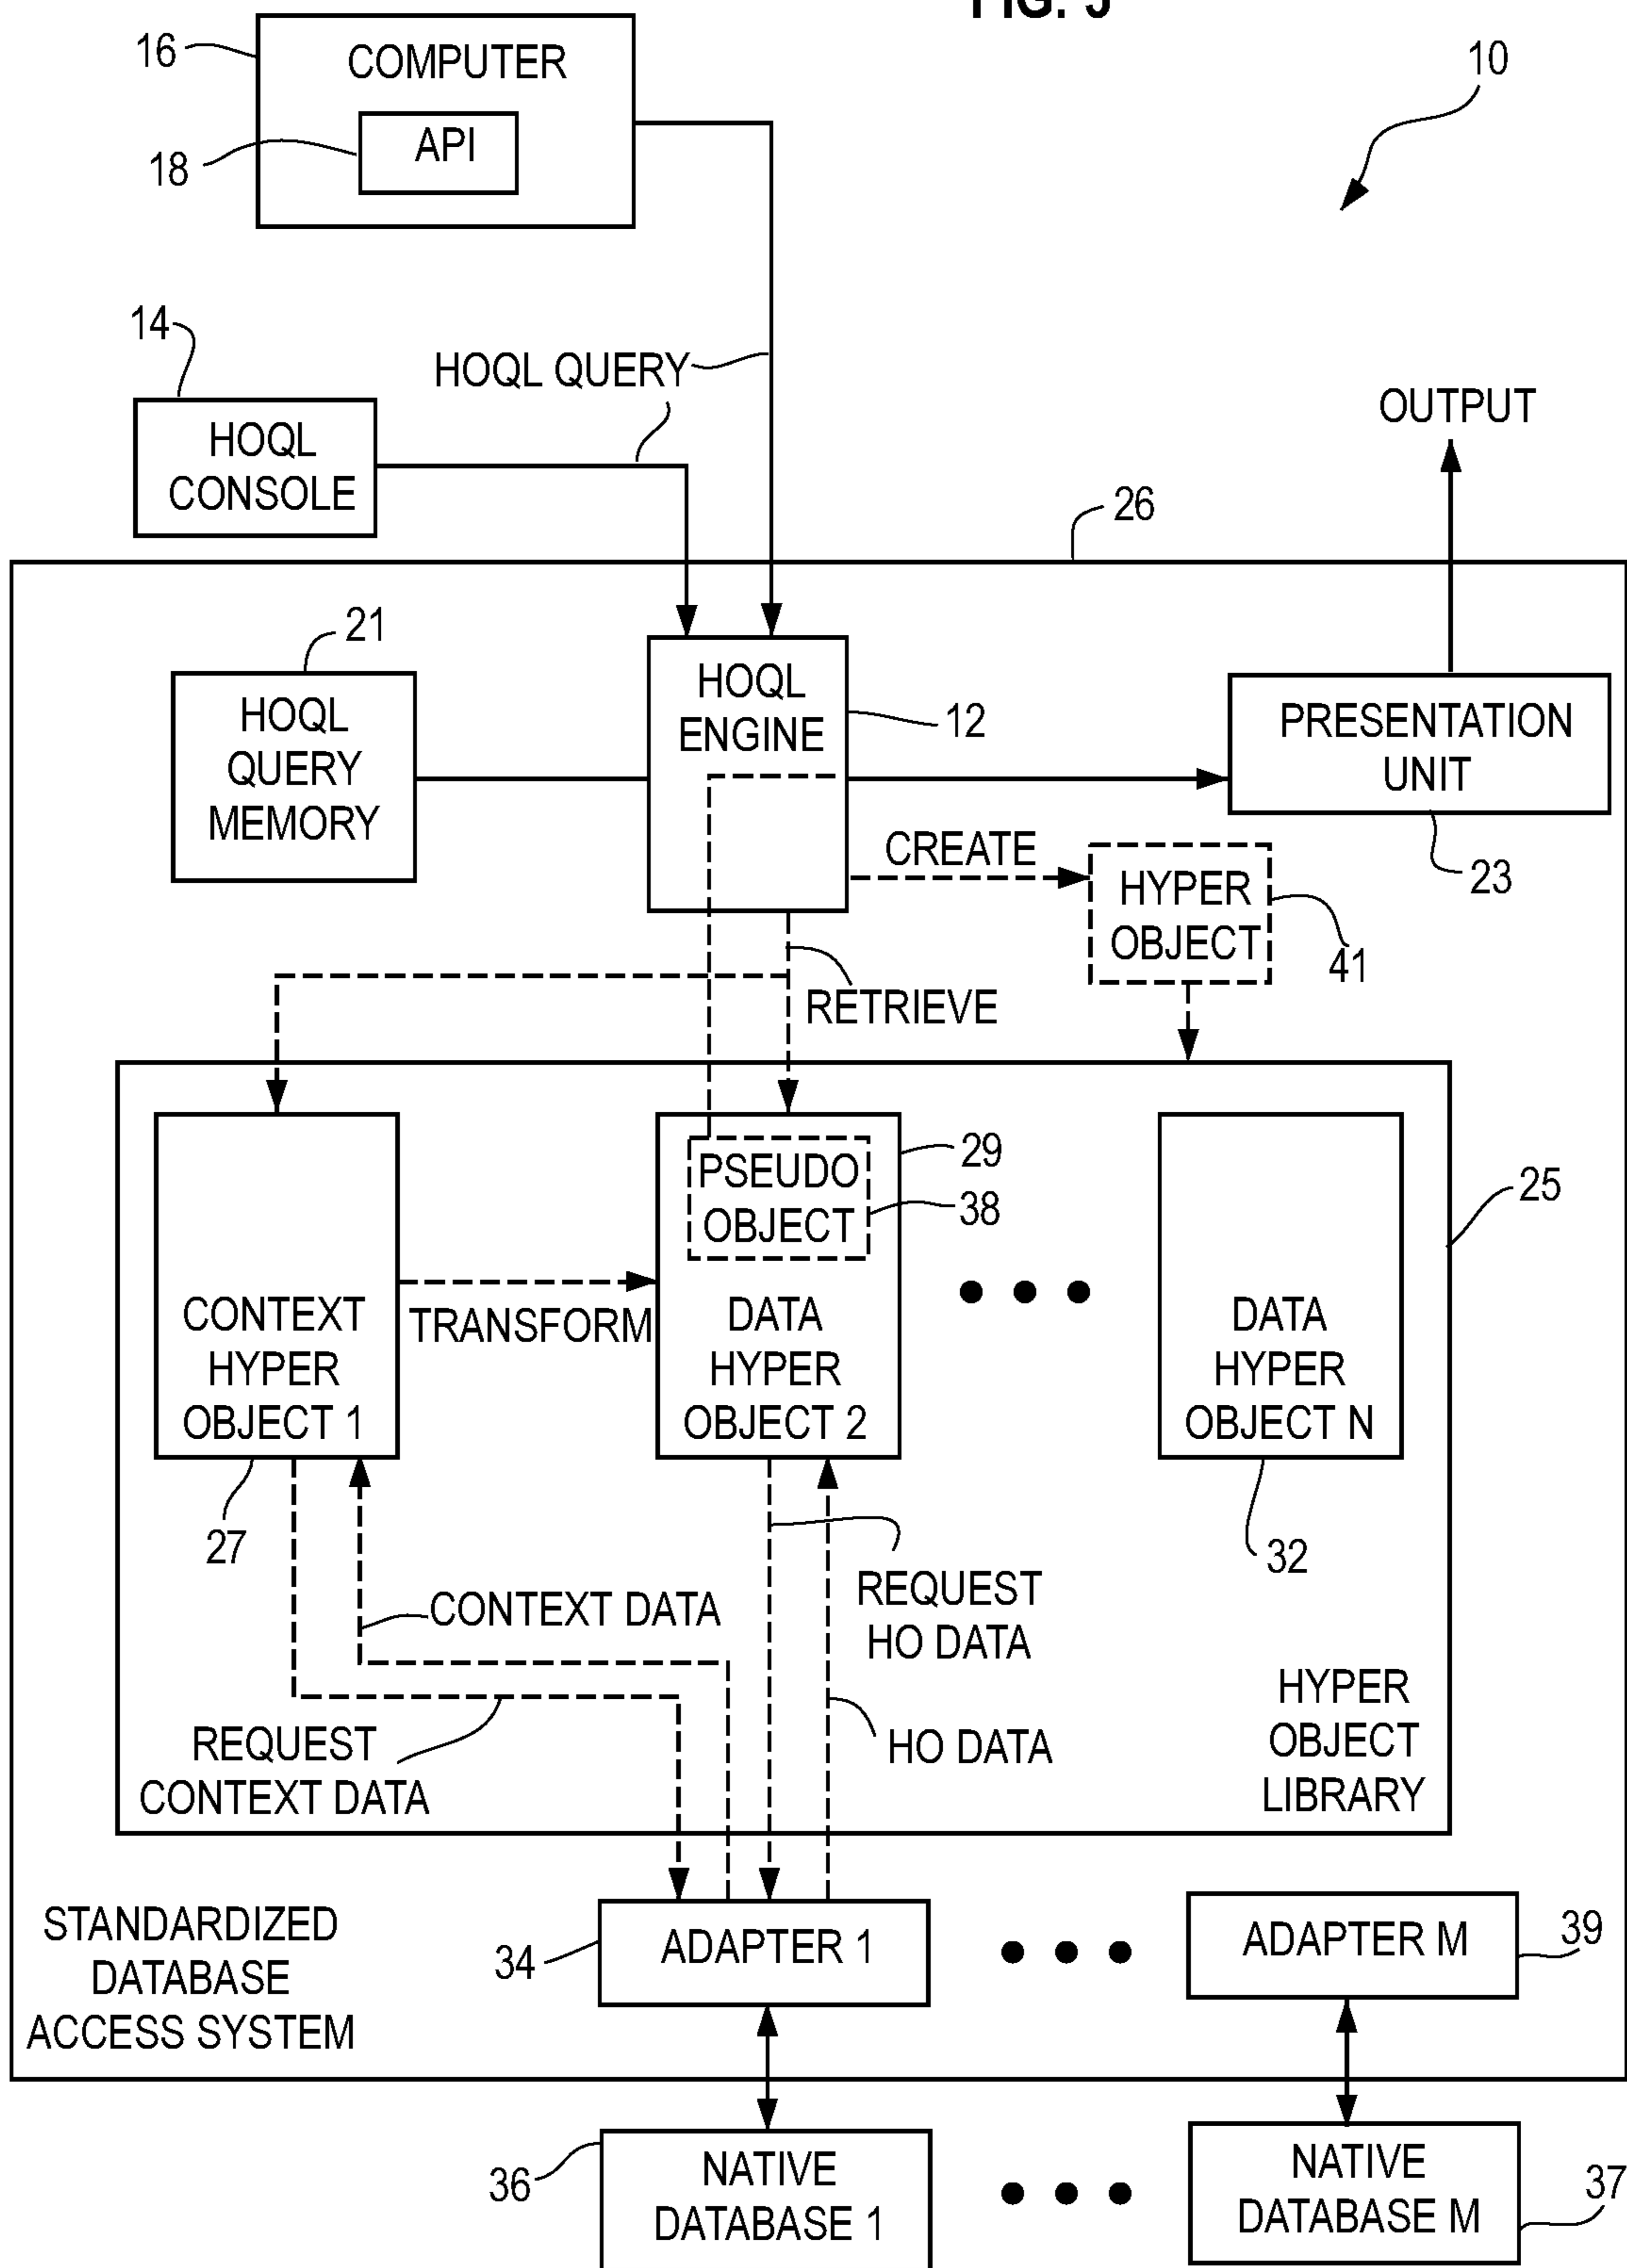 FIG.
16
COMPUTER
10
API
18
14
HOQL QUERY
OUTPUT
HOQL
CONSOLE
26
21
HOQL
QUERY
MEMORY
HOQL
ENGINE
12
PRESENTATION
UNIT
23
CREATE
HYPER
OBJECT
41
RETRIEVE
29
PSEUDO
OBJECT
38
25
CONTEXT
HYPER
OBJECT 1
TRANSFORM
DATA
HYPER
OBJECT 2
DATA
HYPER
OBJECT N
27
32
CONTEXT DATA
REQUEST
HO DATA
REQUEST
CONTEXT DATA
HO DATA
HYPER
OBJECT
LIBRARY
STANDARDIZED
DATABASE
ACCESS SYSTEM
34
ADAPTER 1
ADAPTER M
39
36
NATIVE
DATABASE 1
NATIVE
DATABASE M
37